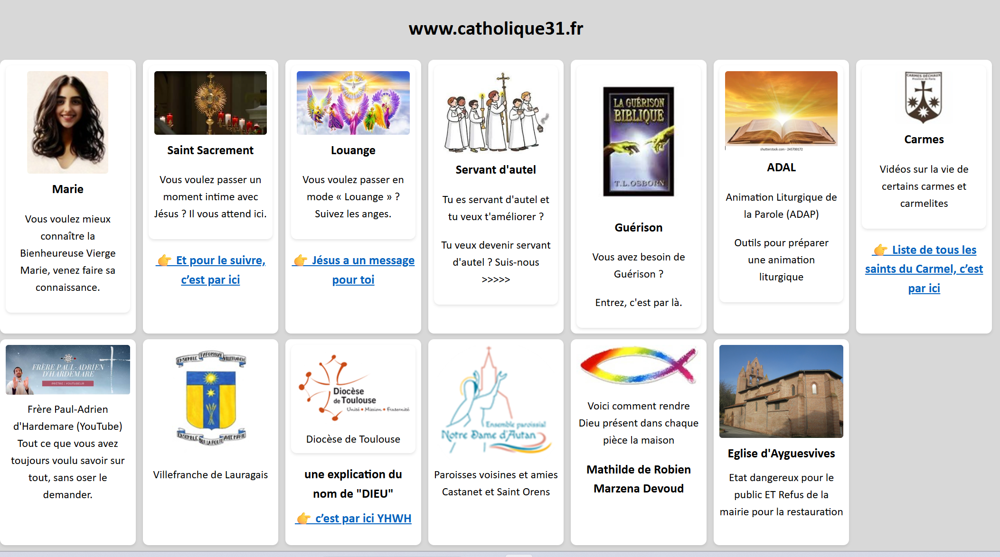 www.catholique31.fr
Marie
Vous voulez mieux
connaître la
Bienheureuse Vierge
Marie, venez faire sa
connaissance.
Saint Sacrement
Vous voulez passer un
moment intime avec
Jésus ? Il vous attend ici.
👉 Et pour le suivre,
c’est par ici
Louange
Vous voulez passer en
mode « Louange » ?
Suivez les anges.
👉 Jésus a un message
pour toi
Servant d'autel
Tu es servant d'autel et
tu veux t'améliorer ?
Tu veux devenir servant
d'autel ? Suis-nous
>>>>>
LA GUÉRISON
BIBLIQUE
T.L. OSBORN
Guérison
Vous avez besoin de
Guérison ?
Entrez, c'est par là.
shutterstock.com · 245700172
ADAL
Animation Liturgique de
la Parole (ADAP)
Outils pour préparer
une animation
liturgique
CARMES DÉCHAUX
Province de Paris
Carmes
Vidéos sur la vie de
certains carmes et
carmelites
👉 Liste de tous les
saints du Carmel, c’est
par ici
FRÈRE PAUL-ADRIEN
D'HARDEMARE
PRÊTRE | YOUTUBEUR
Frère Paul-Adrien
d'Hardemare (YouTube)
Tout ce que vous avez
toujours voulu savoir sur
tout, sans oser le
demander.
ENSEMBLE PAROISSIAL VILLEFRANCHE
ENSEMBLE SUR LA ROUTE AVEC MARIE
Villefranche de Lauragais
Diocèse
de Toulouse
Unité • Mission • Fraternité
Diocèse de Toulouse
une explication du
nom de "DIEU"
👉 c’est par ici YHWH
Ensemble paroissial
Notre Dame d'Autan
Paroisses voisines et amies
Castanet et Saint Orens
Voici comment rendre
Dieu présent dans chaque
pièce la maison
Mathilde de Robien
Marzena Devoud
Eglise d'Ayguesvives
Etat dangereux pour le
public ET Refus de la
mairie pour la restauration